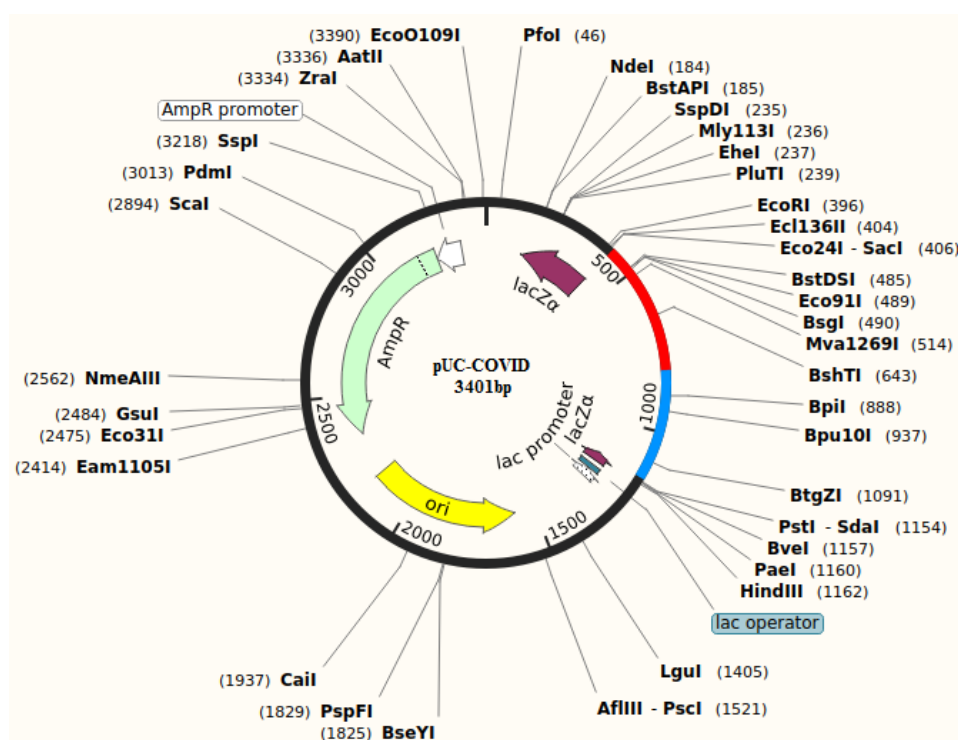 (3390) EcoO109I
(3336) AatII
(3334) ZraI
AmpR promoter
(3218) SspI
(3013) PdmI
(2894) ScaI
PfoI (46)
NdeI (184)
BstAPI (185)
SspDI (235)
Mly113I (236)
EheI (237)
PluTI (239)
EcoRI (396)
Ecl136II (404)
Eco24I - SacI (406)
BstDSI (485)
Eco91I (489)
BsgI (490)
Mva1269I (514)
BshTI (643)
BpiI (888)
Bpu10I (937)
BtgZI (1091)
PstI - SdaI (1154)
BveI (1157)
PaeI (1160)
HindIII (1162)
lac operator
LguI (1405)
AflIII - PscI (1521)
(2562) NmeAIII
(2484) GsuI
(2475) Eco31I
(2414) Eam1105I
(1937) CaiI
(1829) PspFI
(1825) BseYI
500
1000
1500
2000
2500
3000
lacZα
AmpR
pUC-COVID
3401bp
lac promoter
lacZα
ori